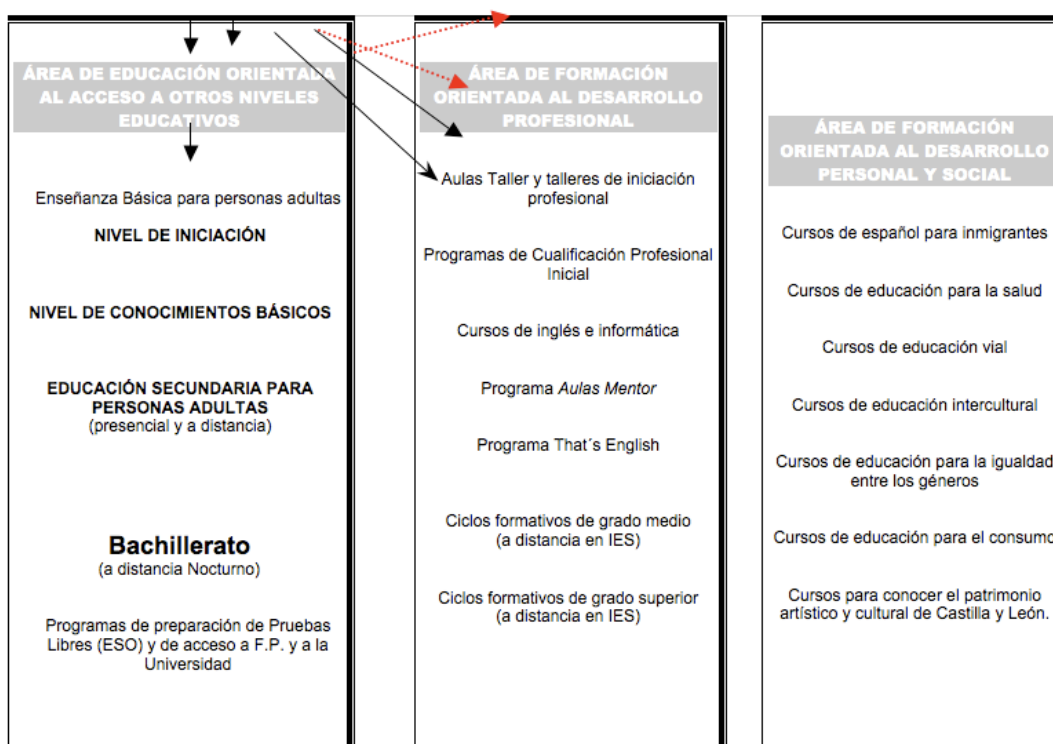 ÁREA DE EDUCACIÓN ORIENTADA
AL ACCESO A OTROS NIVELES
EDUCATIVOS
Enseñanza Básica para personas adultas
NIVEL DE INICIACIÓN
NIVEL DE CONOCIMIENTOS BÁSICOS
EDUCACIÓN SECUNDARIA PARA
PERSONAS ADULTAS
(presencial y a distancia)
Bachillerato
(a distancia Nocturno)
Programas de preparación de Pruebas
Libres (ESO) y de acceso a F.P. y a la
Universidad
ÁREA DE FORMACIÓN
ORIENTADA AL DESARROLLO
PROFESIONAL
Aulas Taller y talleres de iniciación
profesional
Programas de Cualificación Profesional
Inicial
Cursos de inglés e informática
Programa Aulas Mentor
Programa That´s English
Ciclos formativos de grado medio
(a distancia en IES)
Ciclos formativos de grado superior
(a distancia en IES)
ÁREA DE FORMACIÓN
ORIENTADA AL DESARROLLO
PERSONAL Y SOCIAL
Cursos de español para inmigrantes
Cursos de educación para la salud
Cursos de educación vial
Cursos de educación intercultural
Cursos de educación para la igualdad
entre los géneros
Cursos de educación para el consumo
Cursos para conocer el patrimonio
artístico y cultural de Castilla y León.